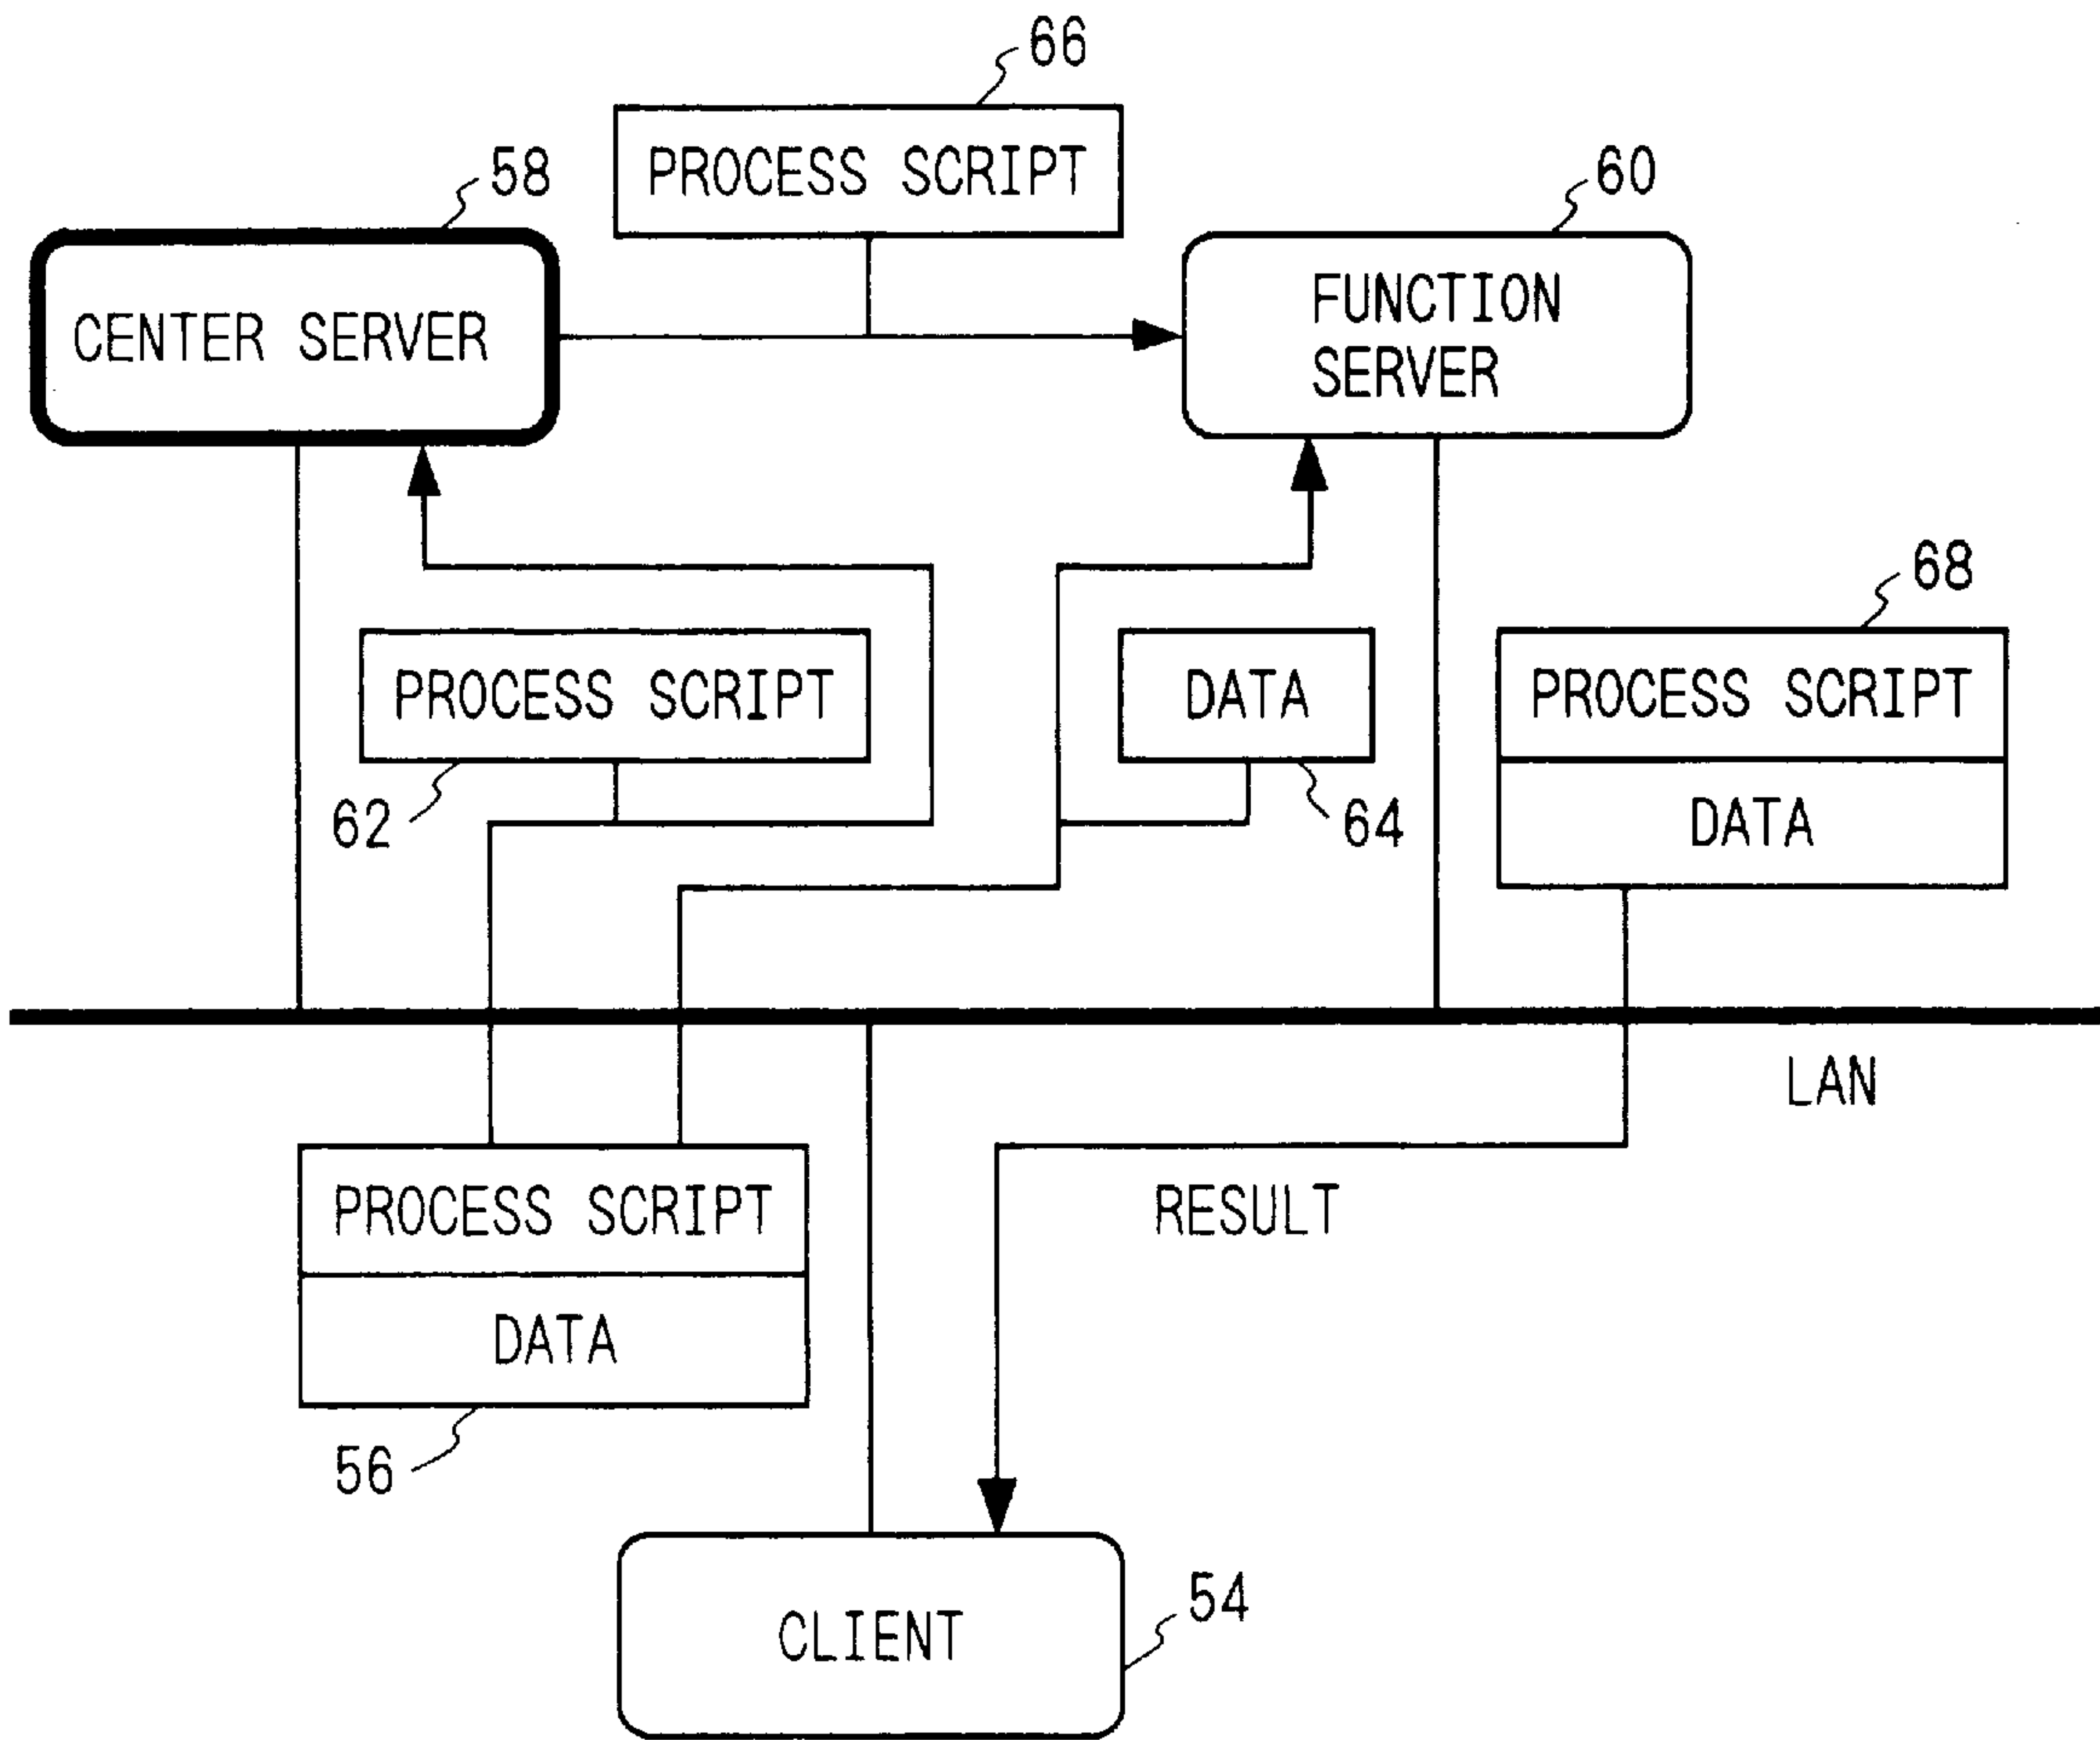 66
PROCESS SCRIPT
58
60
CENTER SERVER
FUNCTION
SERVER
68
PROCESS SCRIPT
DATA
PROCESS SCRIPT
62
64
DATA
LAN
PROCESS SCRIPT
RESULT
DATA
56
54
CLIENT